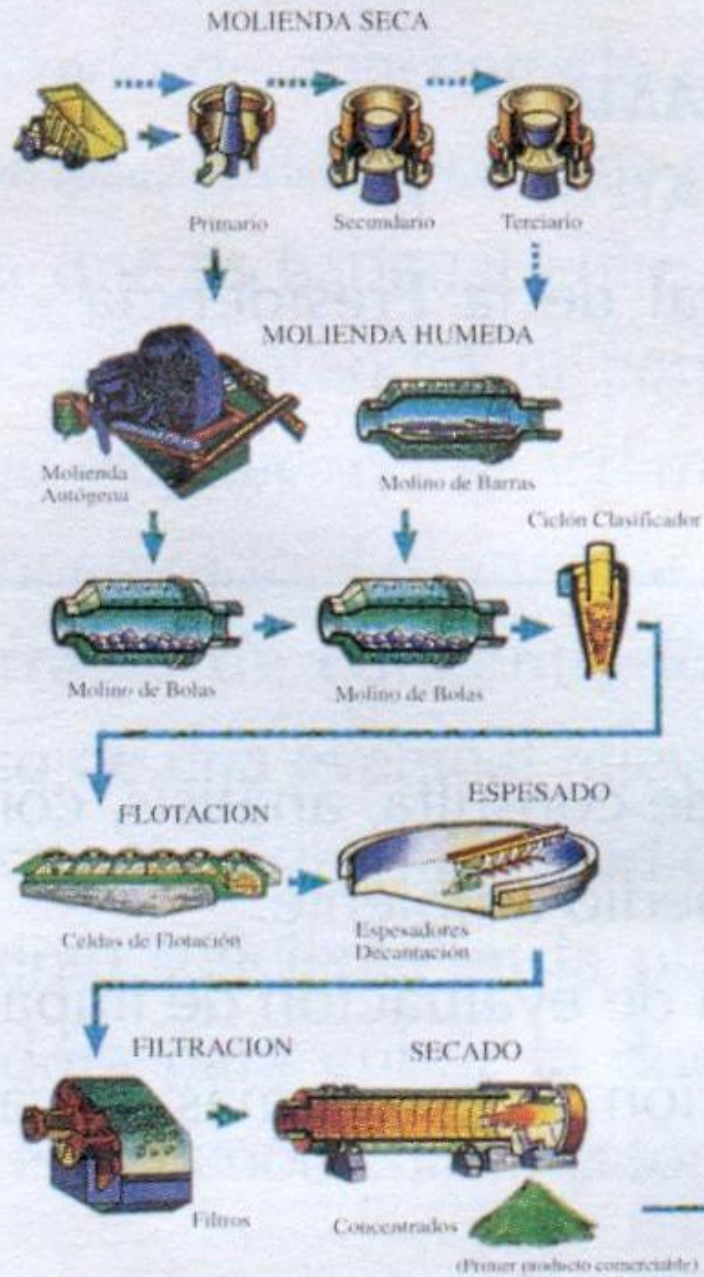 MOLIENDA SECA
Primario
Secundario
Terciario
MOLIENDA HUMEDA
Molienda
Autógena
Molino de Barras
Ciclón Clasificador
Molino de Bolas
Molino de Bolas
FLOTACION
ESPESADO
Celdas de Flotación
Espesadores
Decantación
FILTRACION
SECADO
Filtros
Concentrados
(Primer producto comerciable)